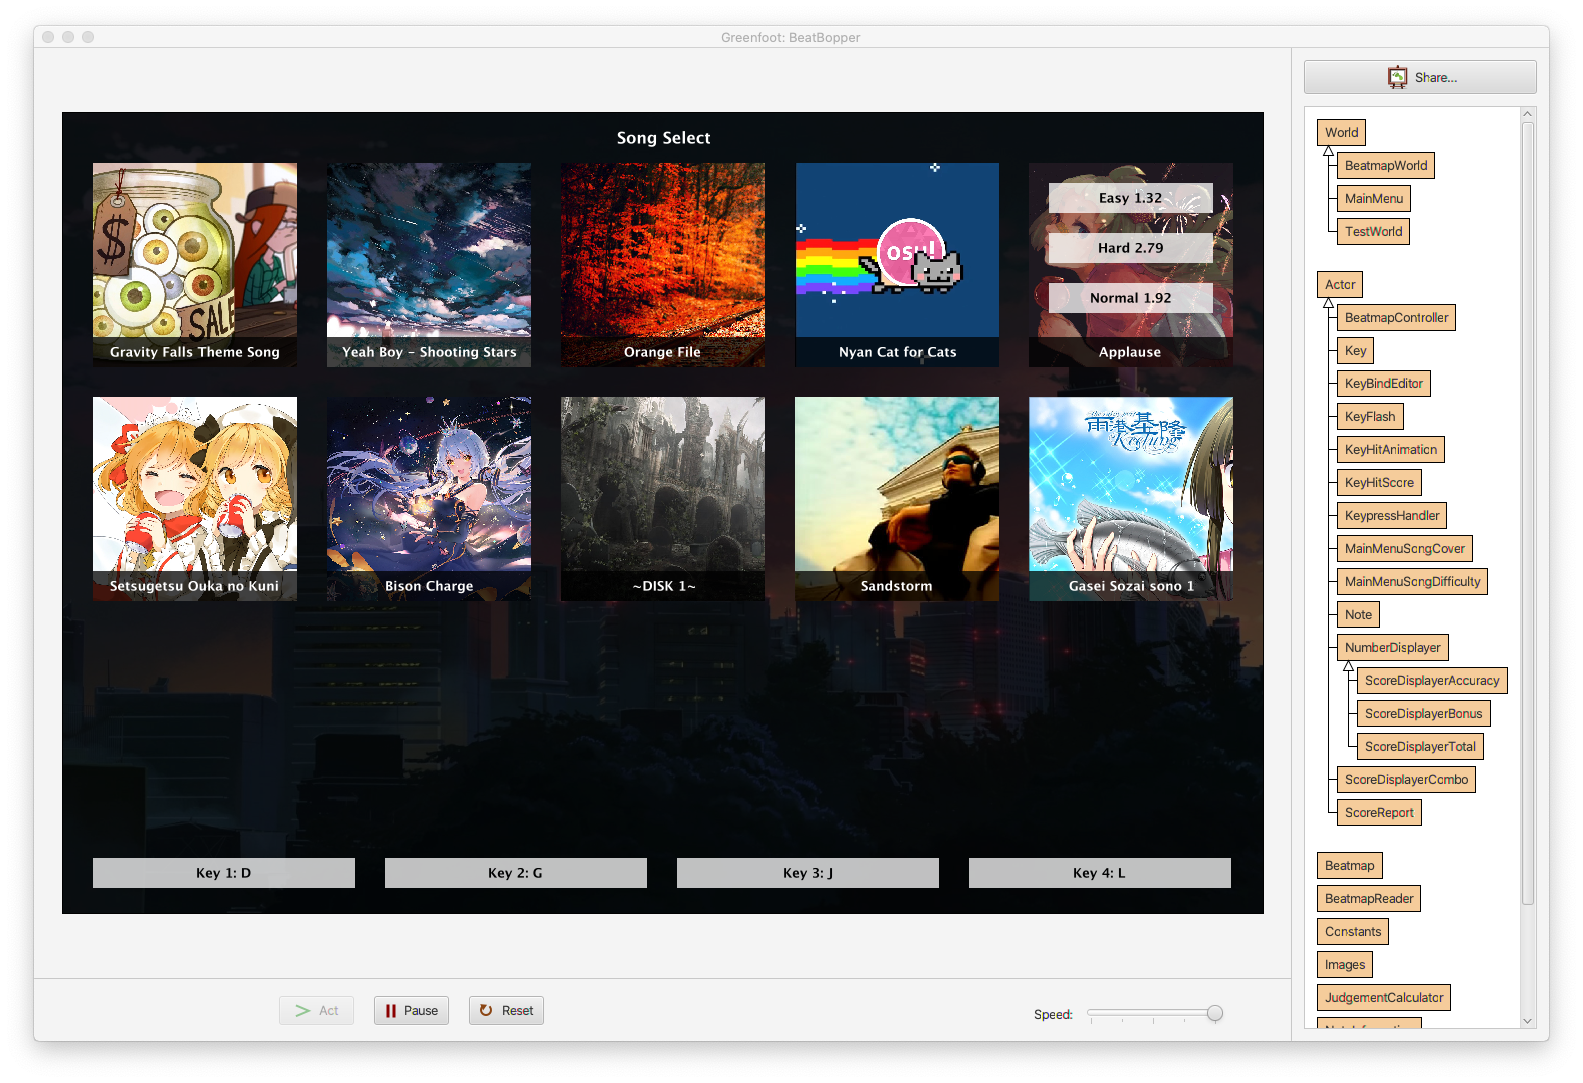 Greenfoot: BeatBopper
Share...
Song Select
$
SALE
Gravity Falls Theme Song
Yeah Boy - Shooting Stars
Orange File
osu!
Nyan Cat for Cats
Easy 1.32
Hard 2.79
Normal 1.92
Applause
Setsugetsu Ouka no Kuni
Bison Charge
~DISK 1~
Sandstorm
雨港基隆
Keelung
Gasei Sozai sono 1
Key 1: D
Key 2: G
Key 3: J
Key 4: L
Act
Pause
Reset
Speed:
World
BeatmapWorld
MainMenu
TestWorld
Actor
BeatmapController
Key
KeyBindEditor
KeyFlash
KeyHitAnimation
KeyHitScore
KeypressHandler
MainMenuSongCover
MainMenuSongDifficulty
Note
NumberDisplayer
ScoreDisplayerAccuracy
ScoreDisplayerBonus
ScoreDisplayerTotal
ScoreDisplayerCombo
ScoreReport
Beatmap
BeatmapReader
Constants
Images
JudgementCalculator